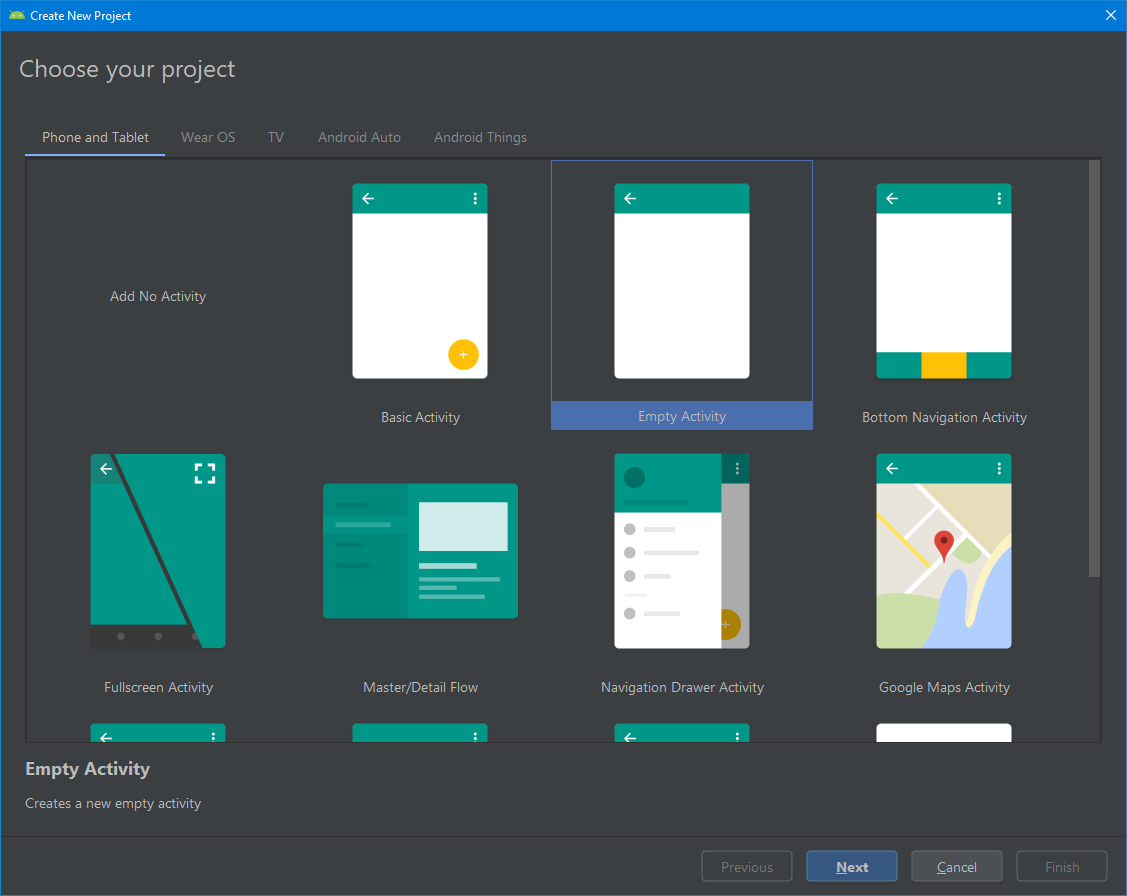 Create New Project
Choose your project
Phone and Tablet Wear OS TV Android Auto Android Things
Add No Activity
Basic Activity
Empty Activity
Bottom Navigation Activity
Fullscreen Activity
Master/Detail Flow
Navigation Drawer Activity
Google Maps Activity
Empty Activity
Creates a new empty activity
Previous Next Cancel Finish